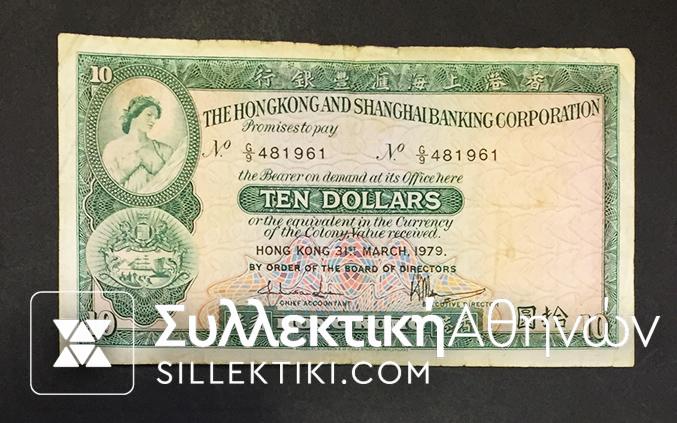 10
行銀豐匯海上港香
THE HONGKONG AND SHANGHAI BANKING CORPORATION
Promises to pay
No G/9 481961 No G/9 481961
the Bearer on demand at its Office here
TEN DOLLARS
or the equivalent in the Currency
of the Colony Value received.
HONG KONG 31ST MARCH, 1979.
BY ORDER OF THE BOARD OF DIRECTORS
CHIEF ACCOUNTANT
圓拾
10 10
ΣυλλεκτικήΑθηνών
SILLEKTIKI.COM